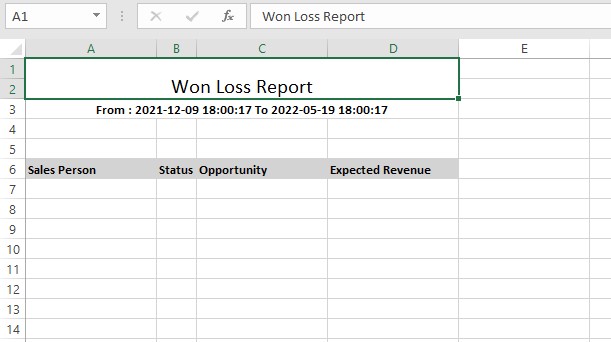 A1 fx Won Loss Report
A B C D E
1
2 Won Loss Report
3 From : 2021-12-09 18:00:17 To 2022-05-19 18:00:17
4
5
6 Sales Person Status Opportunity Expected Revenue
7
8
9
10
11
12
13
14